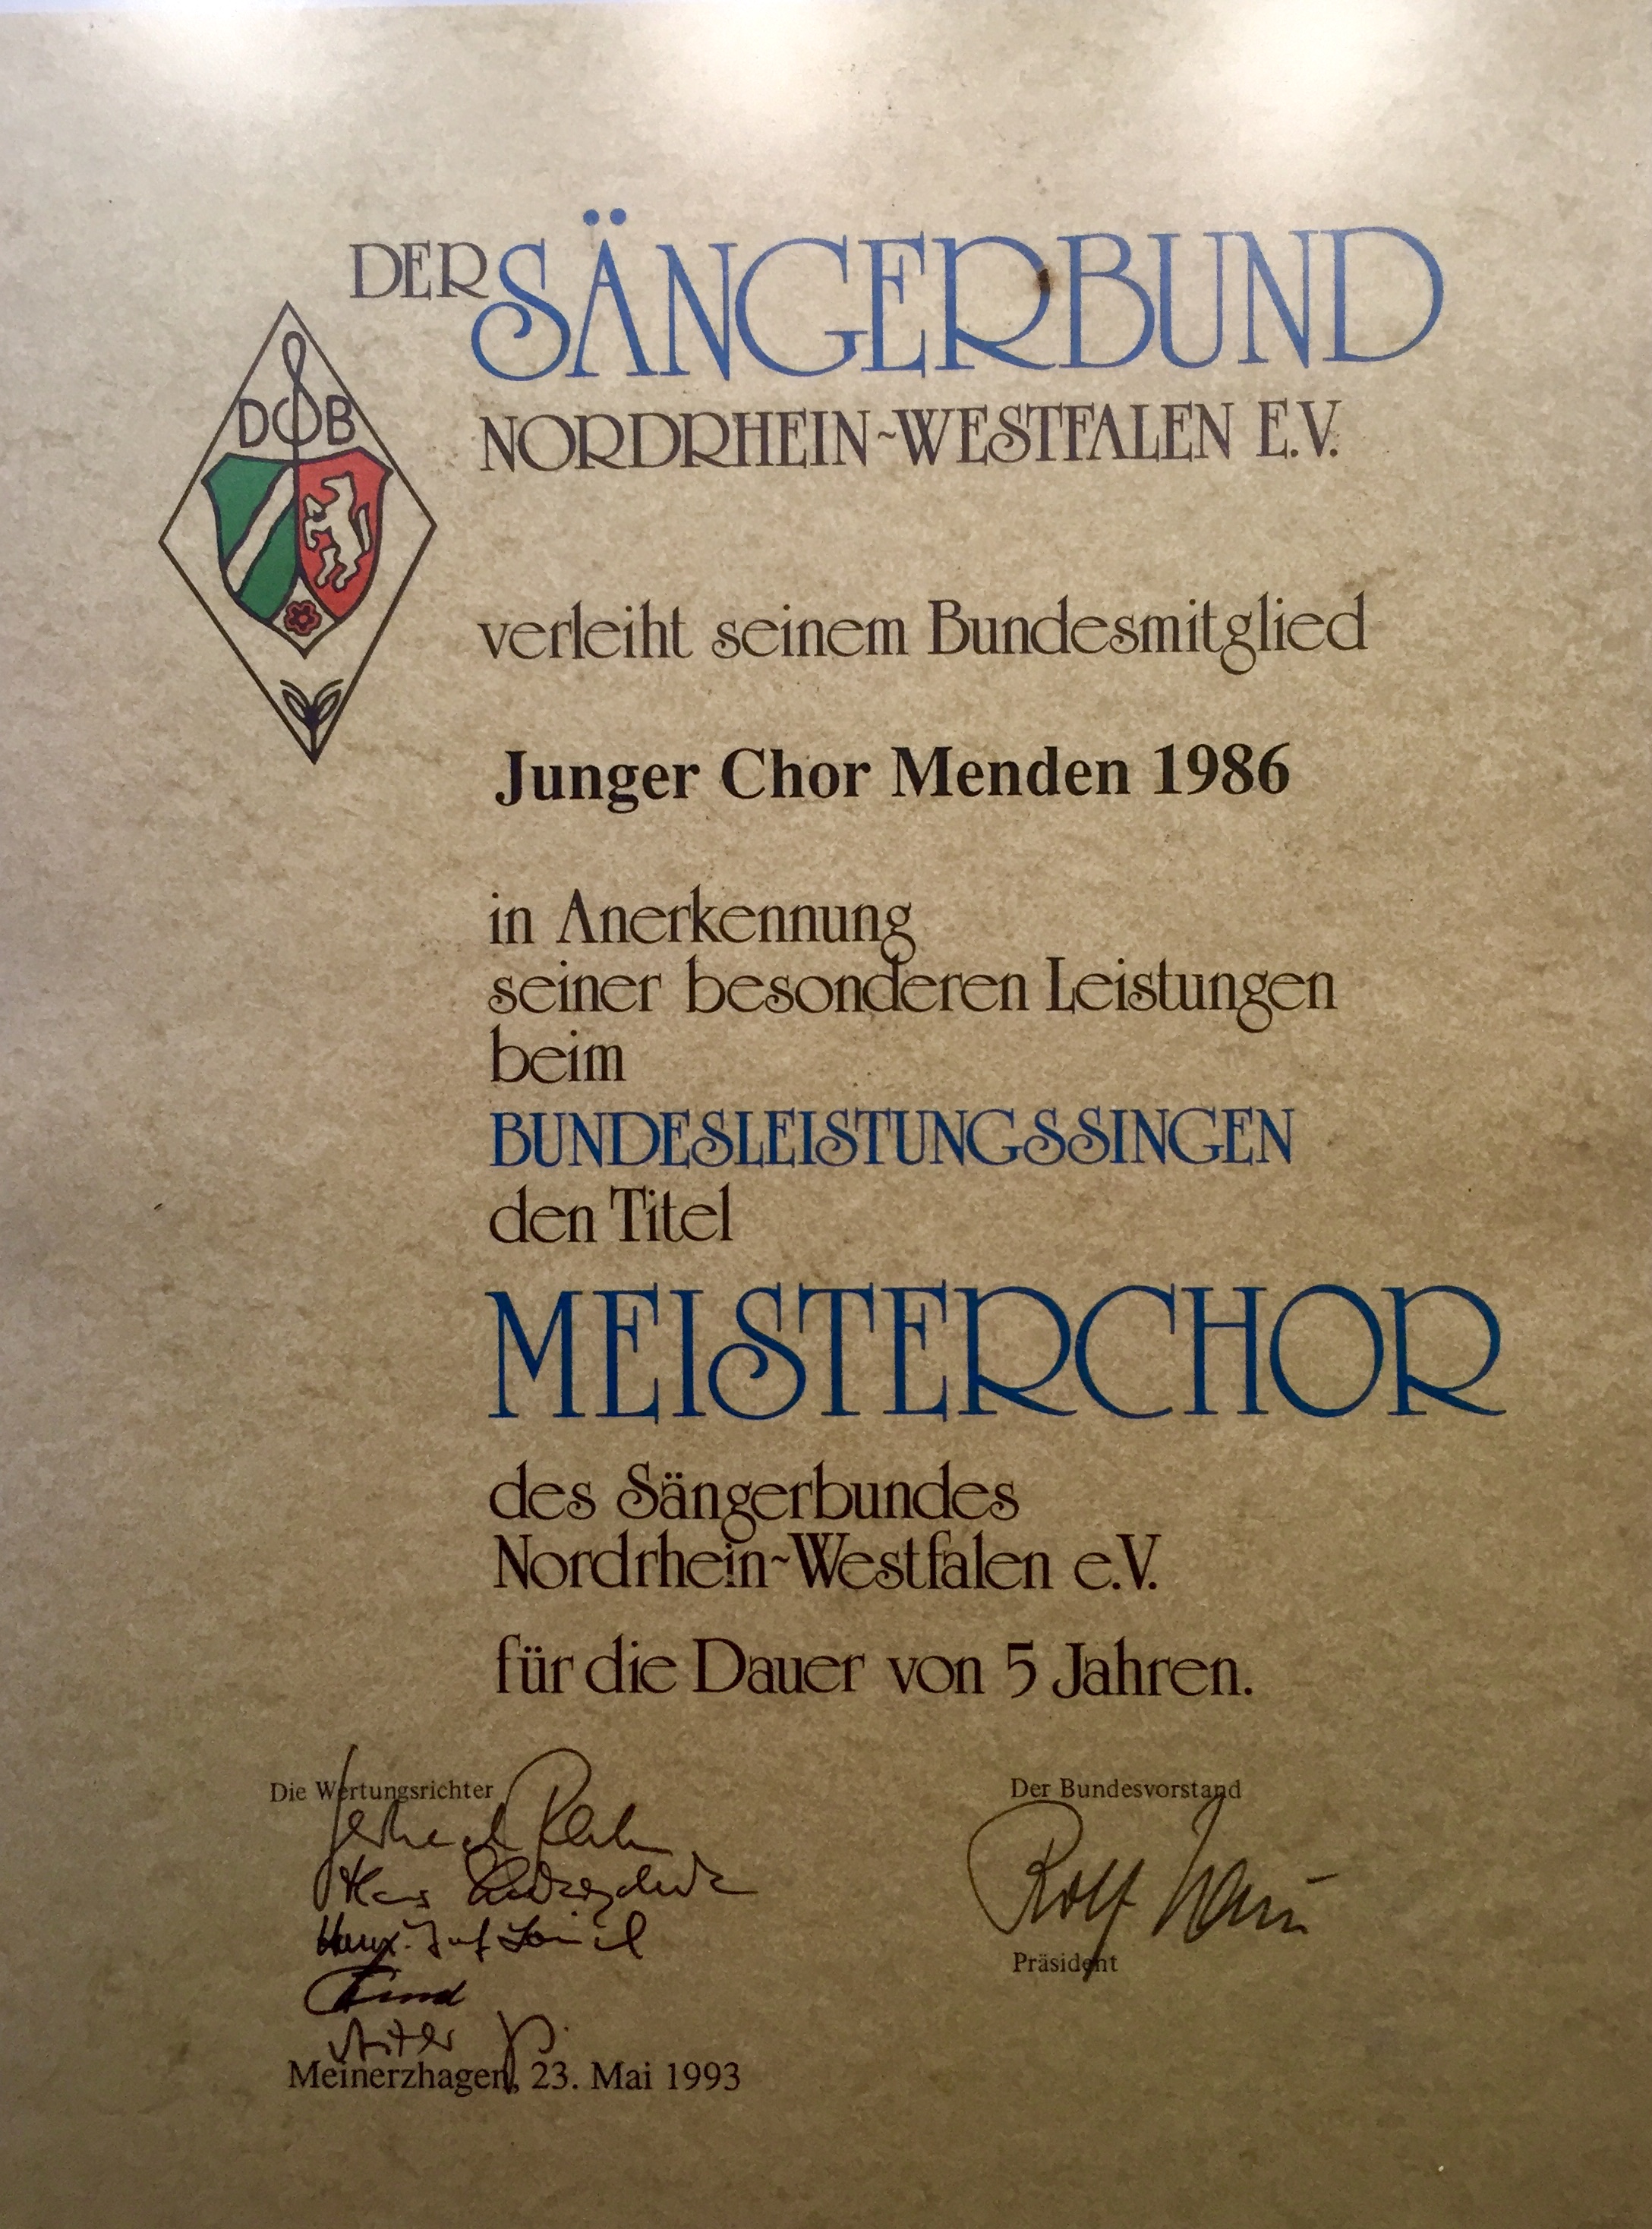 DER SÄNGERBUND
NORDRHEIN-WESTFALEN E.V.
D B
verleiht seinem Bundesmitglied
Junger Chor Menden 1986
in Anerkennung
seiner besonderen Leistungen
beim
BUNDESLEISTUNGSSINGEN
den Titel
MEISTERCHOR
des Sängerbundes
Nordrhein-Westfalen e.V.
für die Dauer von 5 Jahren.
Die Wertungsrichter
Meinerzhagen, 23. Mai 1993
Der Bundesvorstand
Rolf
Präsident